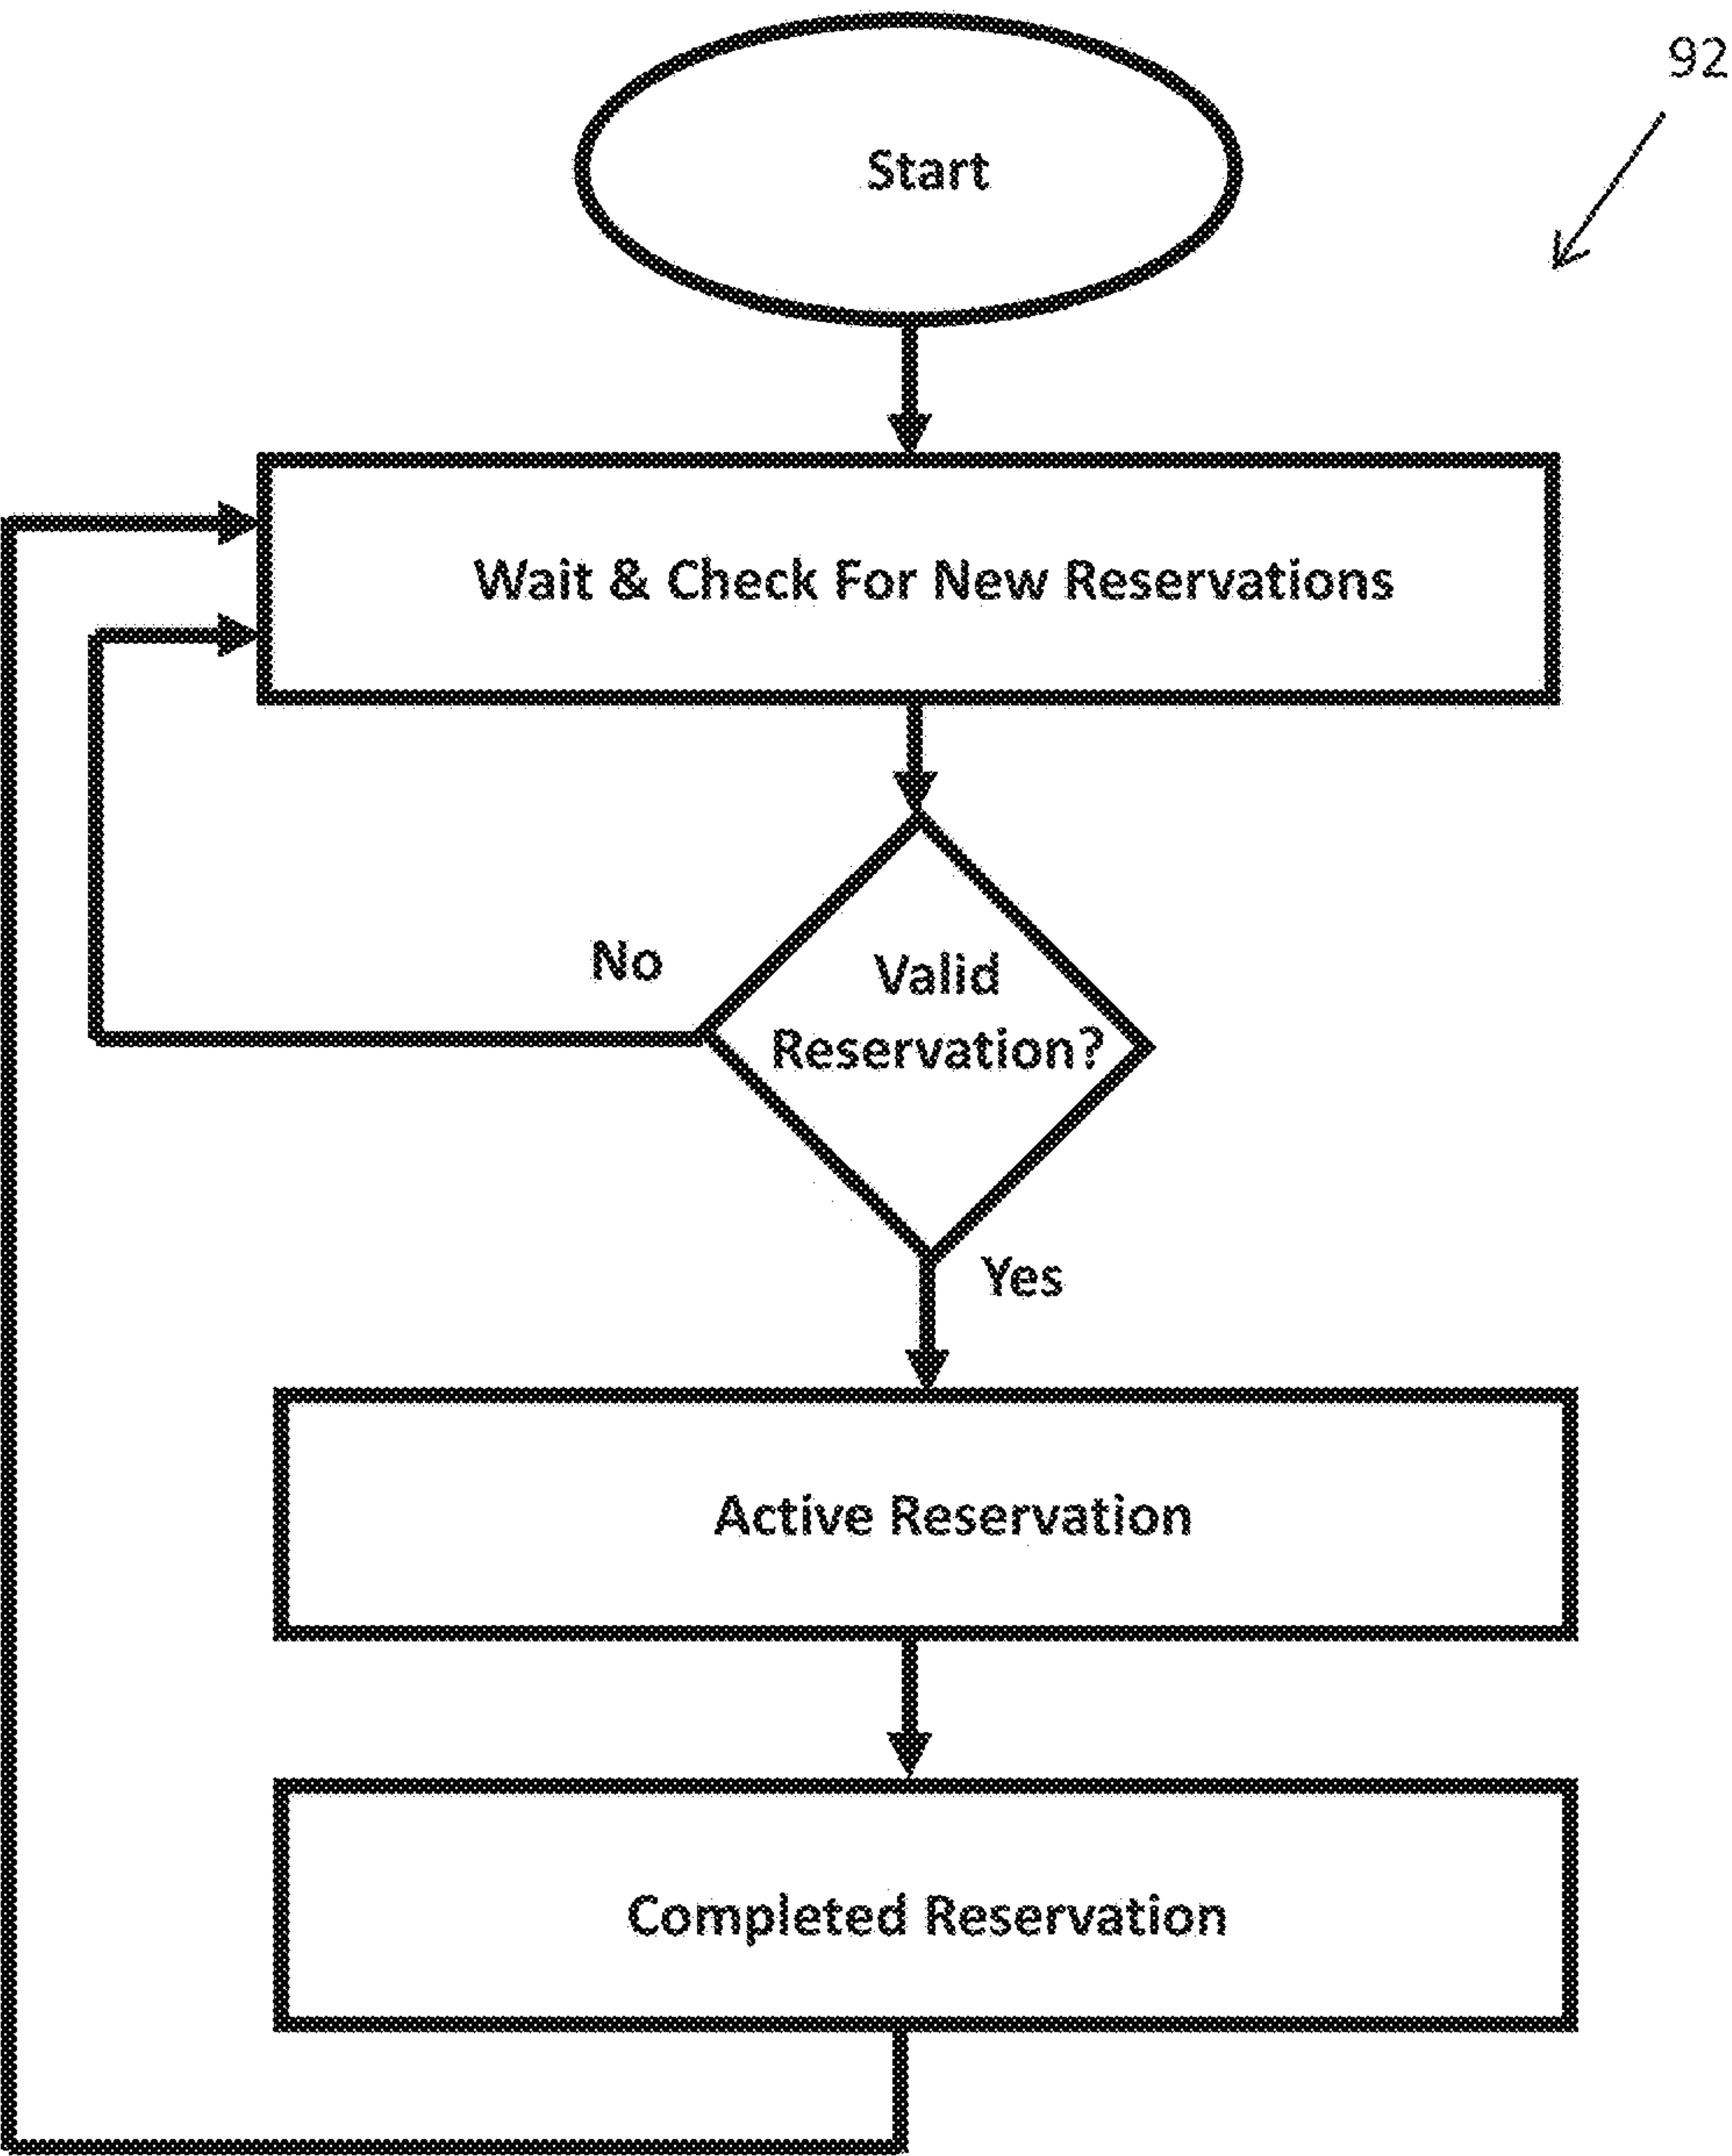 92
Start
Wait & Check For New Reservations
No
Valid
Reservation?
Yes
Active Reservation
Completed Reservation